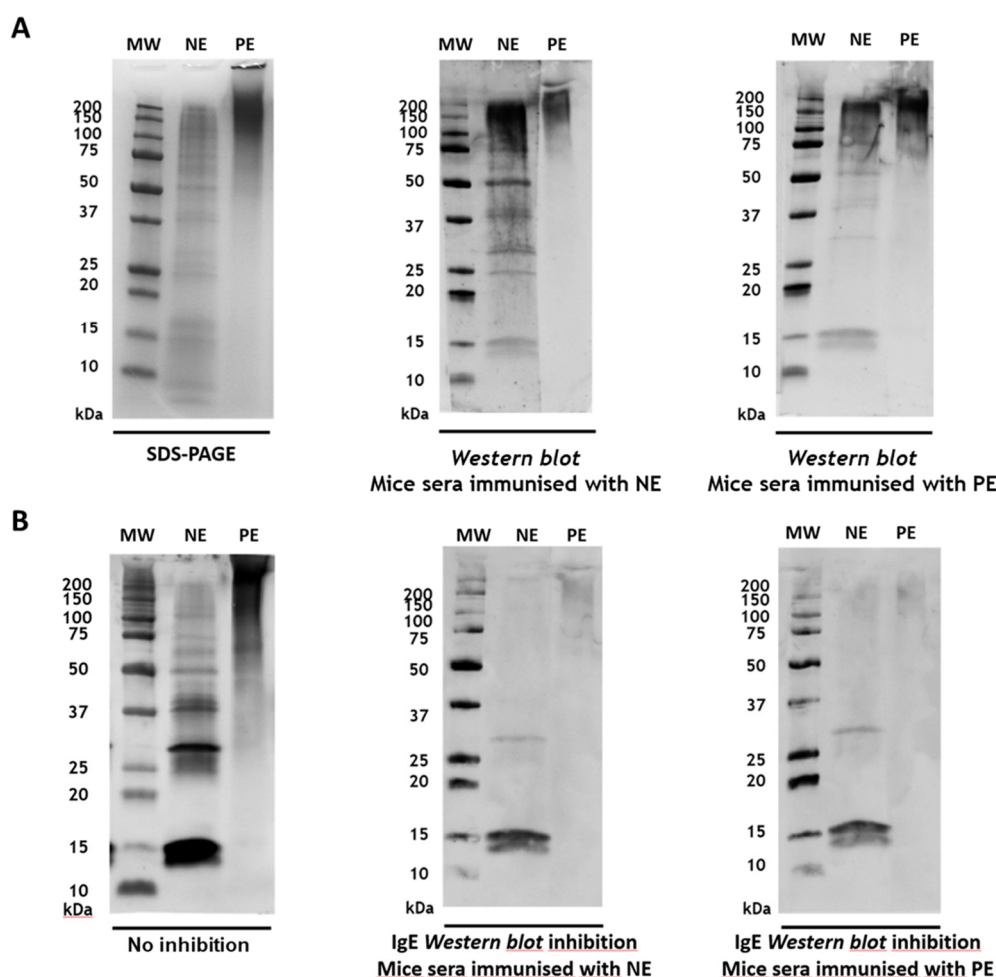 A
MW NE PE
200
150
100
75
50
37
25
20
15
10
kDa
SDS-PAGE
MW NE PE
200
150
100
75
50
37
25
20
15
10
kDa
Western blot
Mice sera immunised with NE
MW NE PE
200
150
100
75
50
37
25
20
15
10
kDa
Western blot
Mice sera immunised with PE
B
MW NE PE
200
150
100
75
50
37
25
20
15
10
kDa
No inhibition
MW NE PE
200
150
100
75
50
37
25
20
15
10
kDa
IgE Western blot inhibition
Mice sera immunised with NE
MW NE PE
200
150
100
75
50
37
25
20
15
10
kDa
IgE Western blot inhibition
Mice sera immunised with PE